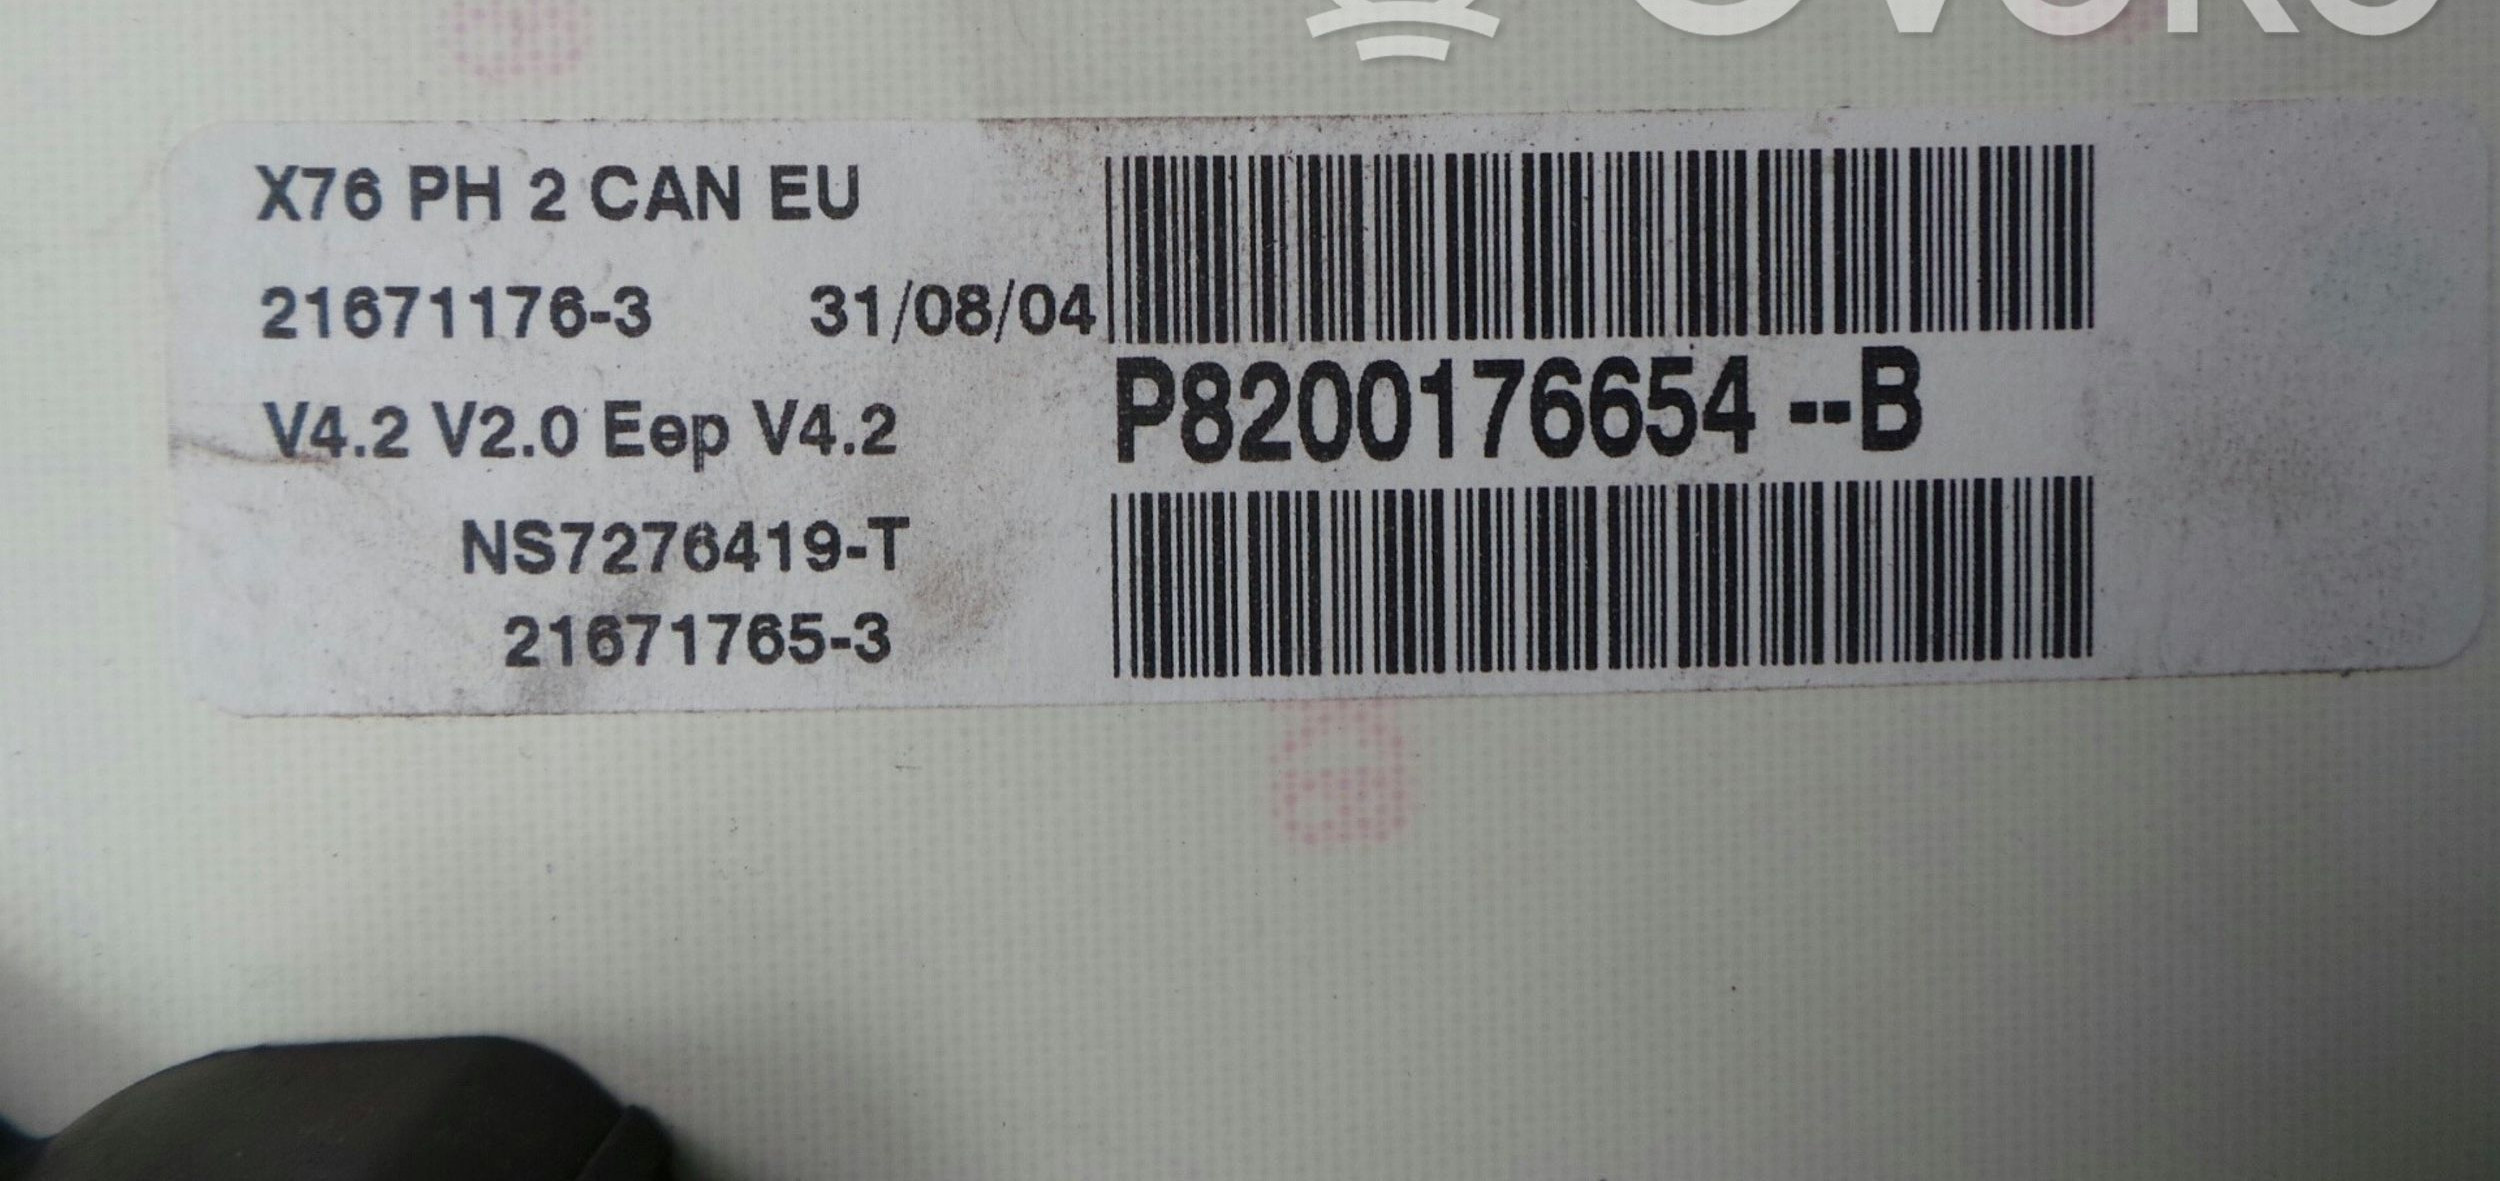 X76 PH 2 CAN EU
21671176-3 31/08/04
P8200176654 --B
V4.2 V2.0 Eep V4.2
NS7276419-T
21671765-3